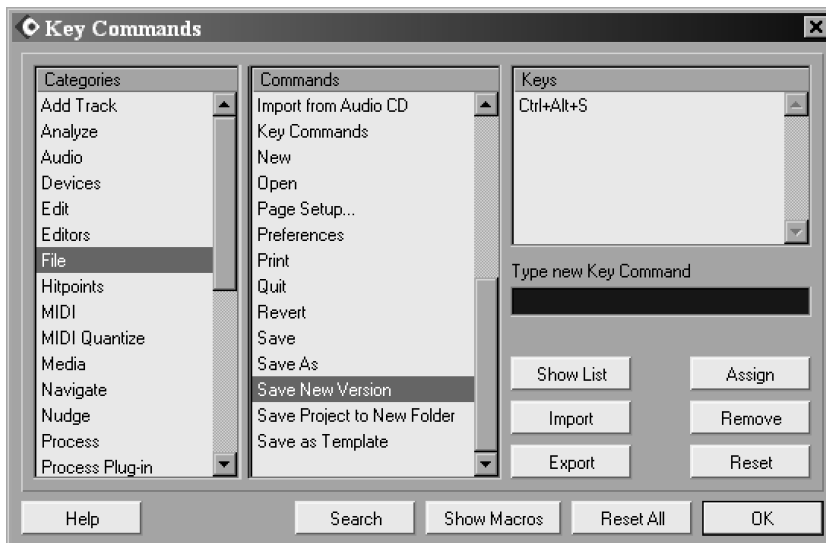 Key Commands
Categories
Add Track
Analyze
Audio
Devices
Edit
Editors
File
Hitpoints
MIDI
MIDI Quantize
Media
Navigate
Nudge
Process
Process Plug-in
Commands
Import from Audio CD
Key Commands
New
Open
Page Setup...
Preferences
Print
Quit
Revert
Save
Save As
Save New Version
Save Project to New Folder
Save as Template
Keys
Ctrl+Alt+S
Type new Key Command
Show List
Assign
Import
Remove
Export
Reset
Help
Search
Show Macros
Reset All
OK